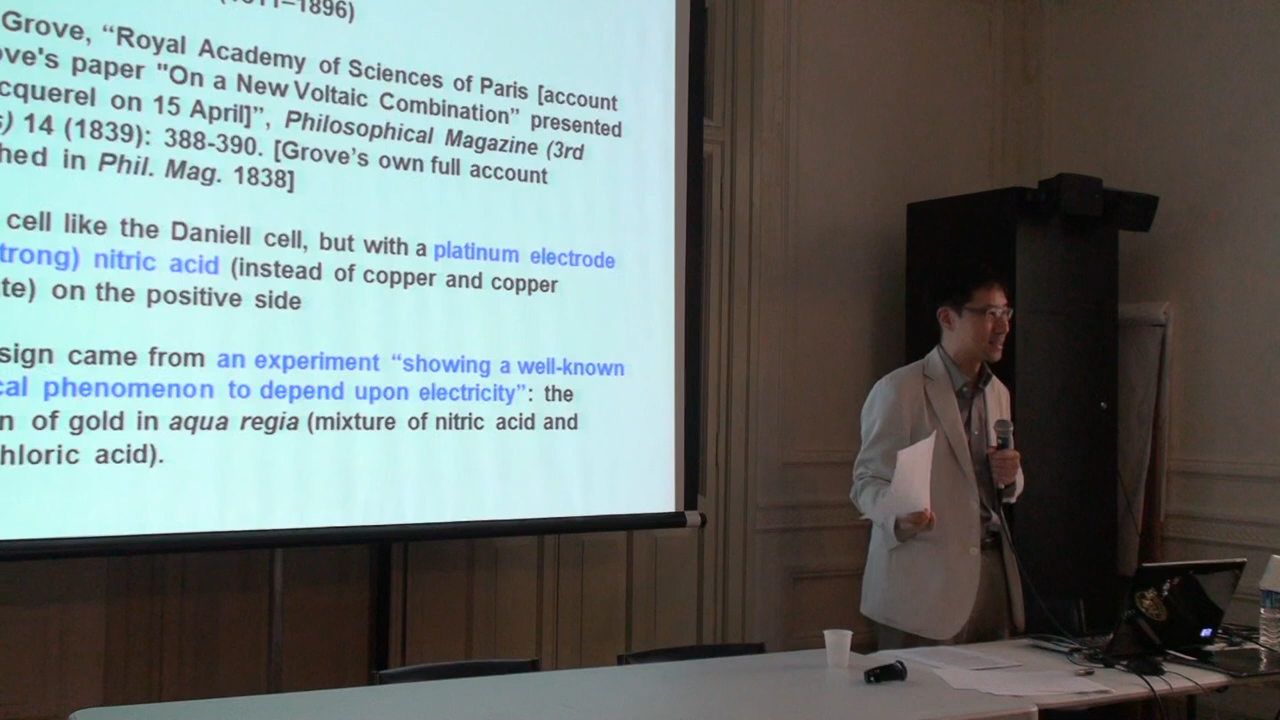 (1811–1896)
Grove, “Royal Academy of Sciences of Paris [account
ove's paper "On a New Voltaic Combination” presented
cquerel on 15 April]”, Philosophical Magazine (3rd
s) 14 (1839): 388-390. [Grove’s own full account
hed in Phil. Mag. 1838]
cell like the Daniell cell, but with a platinum electrode
trong) nitric acid (instead of copper and copper
te) on the positive side
sign came from an experiment “showing a well-known
cal phenomenon to depend upon electricity”: the
n of gold in aqua regia (mixture of nitric acid and
hloric acid).